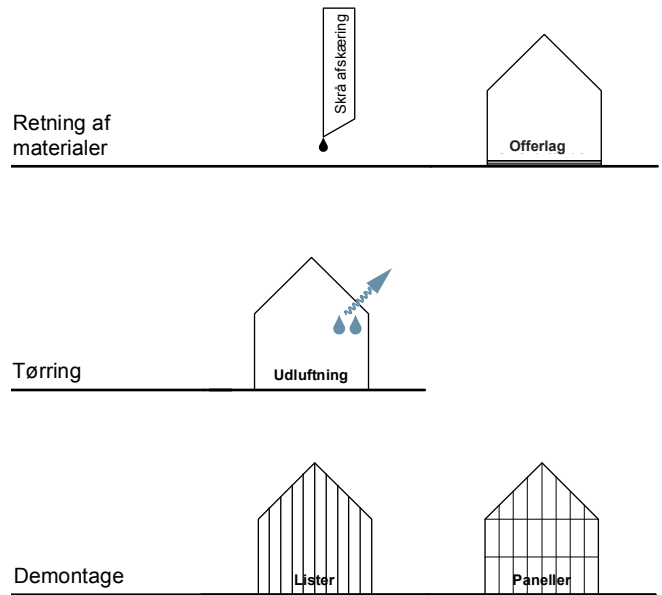 Skrå afskæring
Retning af
materialer
Offerlag
Tørring
Udluftning
Demontage
Lister
Paneller